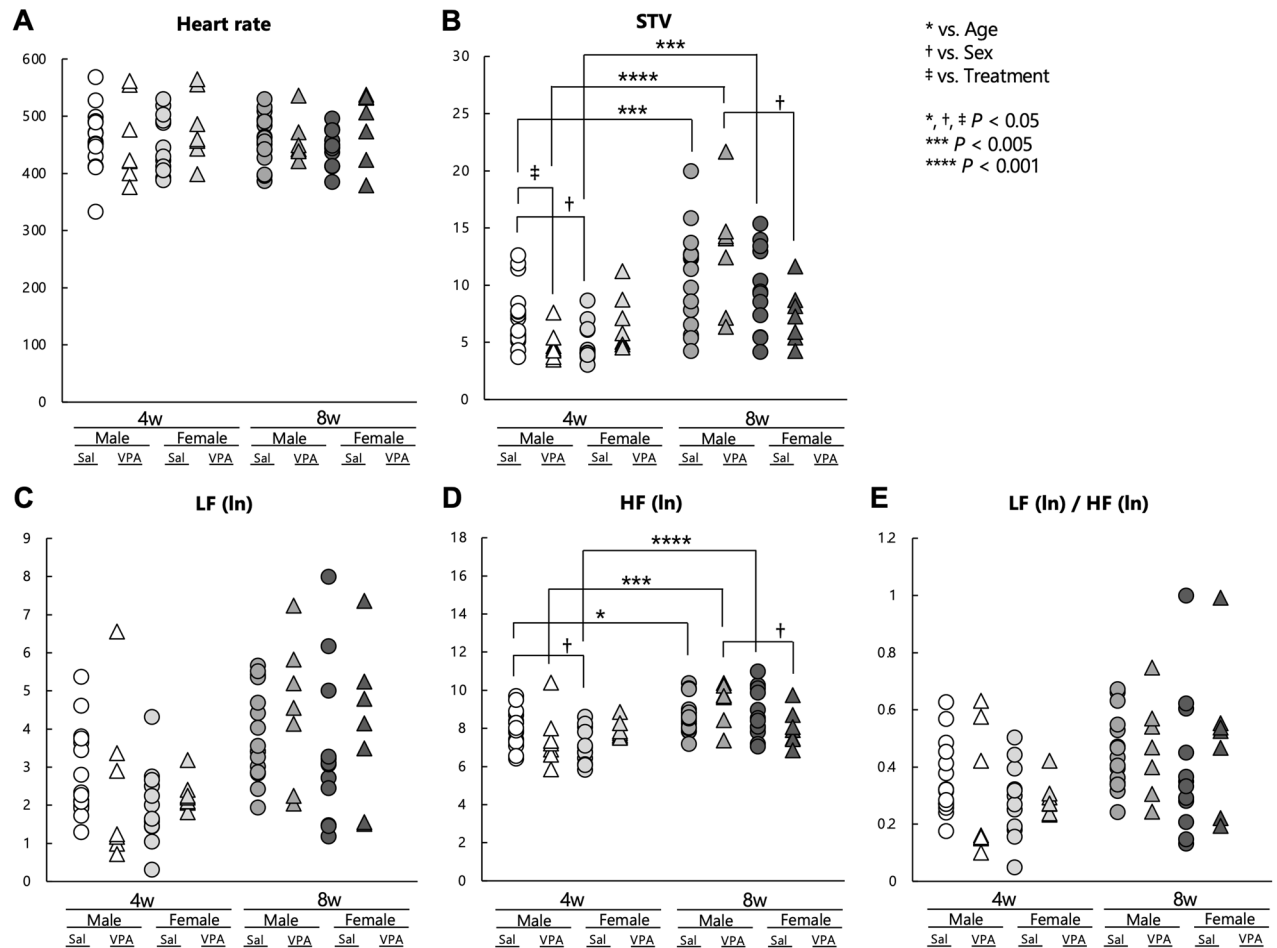 A Heart rate
600
500
400
300
200
100
0
4w 8w
Male Female Male Female
Sal VPA Sal VPA Sal VPA Sal VPA
B STV
30
25
20
15
10
5
0
***
****
***
†
‡
†
4w 8w
Male Female Male Female
Sal VPA Sal VPA Sal VPA Sal VPA
* vs. Age
† vs. Sex
‡ vs. Treatment
*, †, ‡ P < 0.05
*** P < 0.005
**** P < 0.001
C LF (ln)
9
8
7
6
5
4
3
2
1
0
4w 8w
Male Female Male Female
Sal VPA Sal VPA Sal VPA Sal VPA
D HF (ln)
18
16
14
12
10
8
6
4
2
0
****
***
*
†
†
4w 8w
Male Female Male Female
Sal VPA Sal VPA Sal VPA Sal VPA
E LF (ln) / HF (ln)
1.2
1
0.8
0.6
0.4
0.2
0
4w 8w
Male Female Male Female
Sal VPA Sal VPA Sal VPA Sal VPA